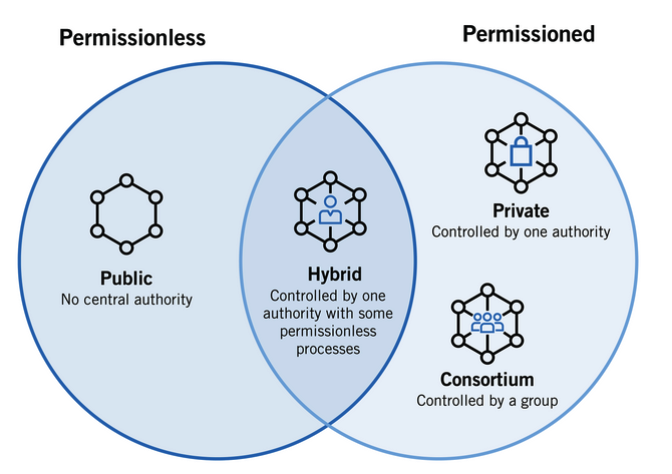 Permissionless
Permissioned
Public
No central authority
Hybrid
Controlled by one
authority with some
permissionless
processes
Private
Controlled by one authority
Consortium
Controlled by a group